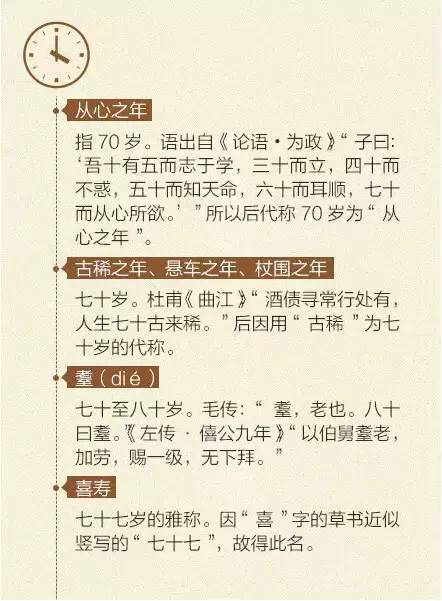 从心之年
指 70 岁。语出自《论语·为政》“子曰：
‘吾十有五而志于学，三十而立，四十而
不惑，五十而知天命，六十而耳顺，七十
而从心所欲。’”所以后代称 70 岁为“从
心之年”。
古稀之年、悬车之年、杖围之年
七十岁。杜甫《曲江》“酒债寻常行处有，
人生七十古来稀。”后因用“古稀”为七
十岁的代称。
耋（dié）
七十至八十岁。毛传：“耋，老也。八十
曰耋。”《左传·僖公九年》“以伯舅耋老，
加劳，赐一级，无下拜。”
喜寿
七十七岁的雅称。因“喜”字的草书近似
竖写的“七十七”，故得此名。